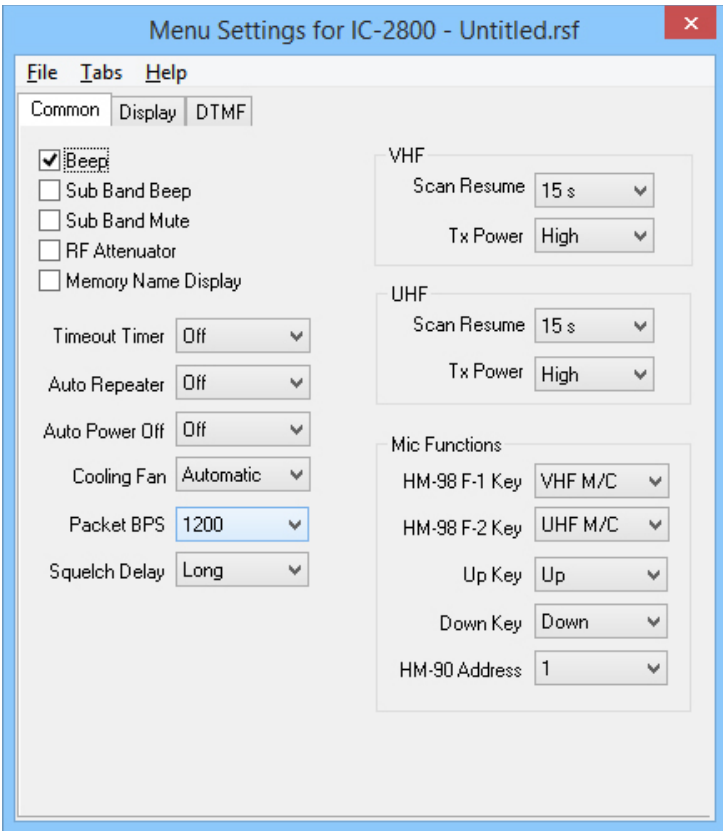 Menu Settings for IC-2800 - Untitled.rsf
×
File Tabs Help
Common Display DTMF
Beep
Sub Band Beep
Sub Band Mute
RF Attenuator
Memory Name Display
Timeout Timer Off
Auto Repeater Off
Auto Power Off Off
Cooling Fan Automatic
Packet BPS 1200
Squelch Delay Long
VHF
Scan Resume 15 s
Tx Power High
UHF
Scan Resume 15 s
Tx Power High
Mic Functions
HM-98 F-1 Key VHF M/C
HM-98 F-2 Key UHF M/C
Up Key Up
Down Key Down
HM-90 Address 1